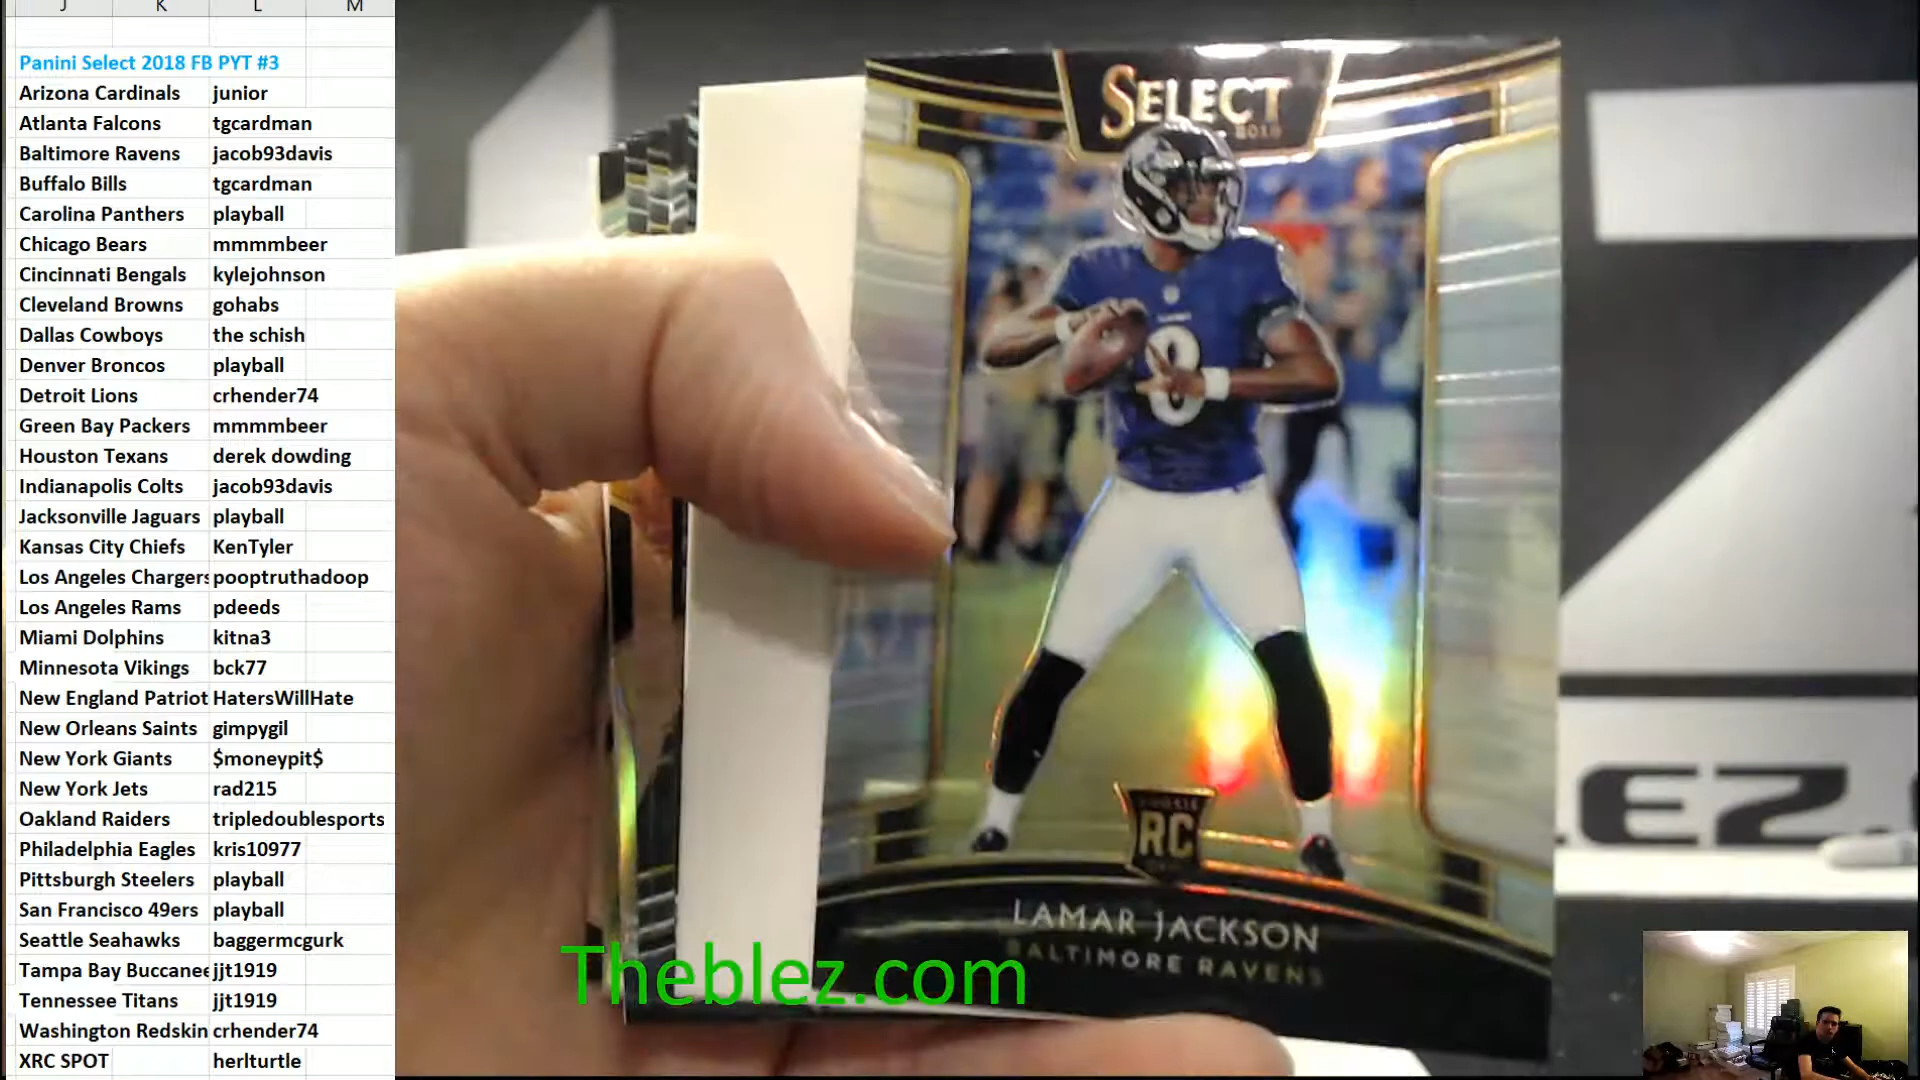 J K L M
Panini Select 2018 FB PYT #3
Arizona Cardinals junior
Atlanta Falcons tgcardman
Baltimore Ravens jacob93davis
Buffalo Bills tgcardman
Carolina Panthers playball
Chicago Bears mmmmbeer
Cincinnati Bengals kylejohnson
Cleveland Browns gohabs
Dallas Cowboys the schish
Denver Broncos playball
Detroit Lions crhender74
Green Bay Packers mmmmbeer
Houston Texans derek dowding
Indianapolis Colts jacob93davis
Jacksonville Jaguars playball
Kansas City Chiefs KenTyler
Los Angeles Chargers pooptruthadoop
Los Angeles Rams pdeeds
Miami Dolphins kitna3
Minnesota Vikings bck77
New England Patriot HatersWillHate
New Orleans Saints gimpygil
New York Giants $moneypit$
New York Jets rad215
Oakland Raiders tripledoublesports
Philadelphia Eagles kris10977
Pittsburgh Steelers playball
San Francisco 49ers playball
Seattle Seahawks baggermcgurk
Tampa Bay Buccanee jjt1919
Tennessee Titans jjt1919
Washington Redskin crhender74
XRC SPOT herlturtle
SELECT
2018
8
ROOKIE
RC
LAMAR JACKSON
BALTIMORE RAVENS
Theblez.com
EZ.